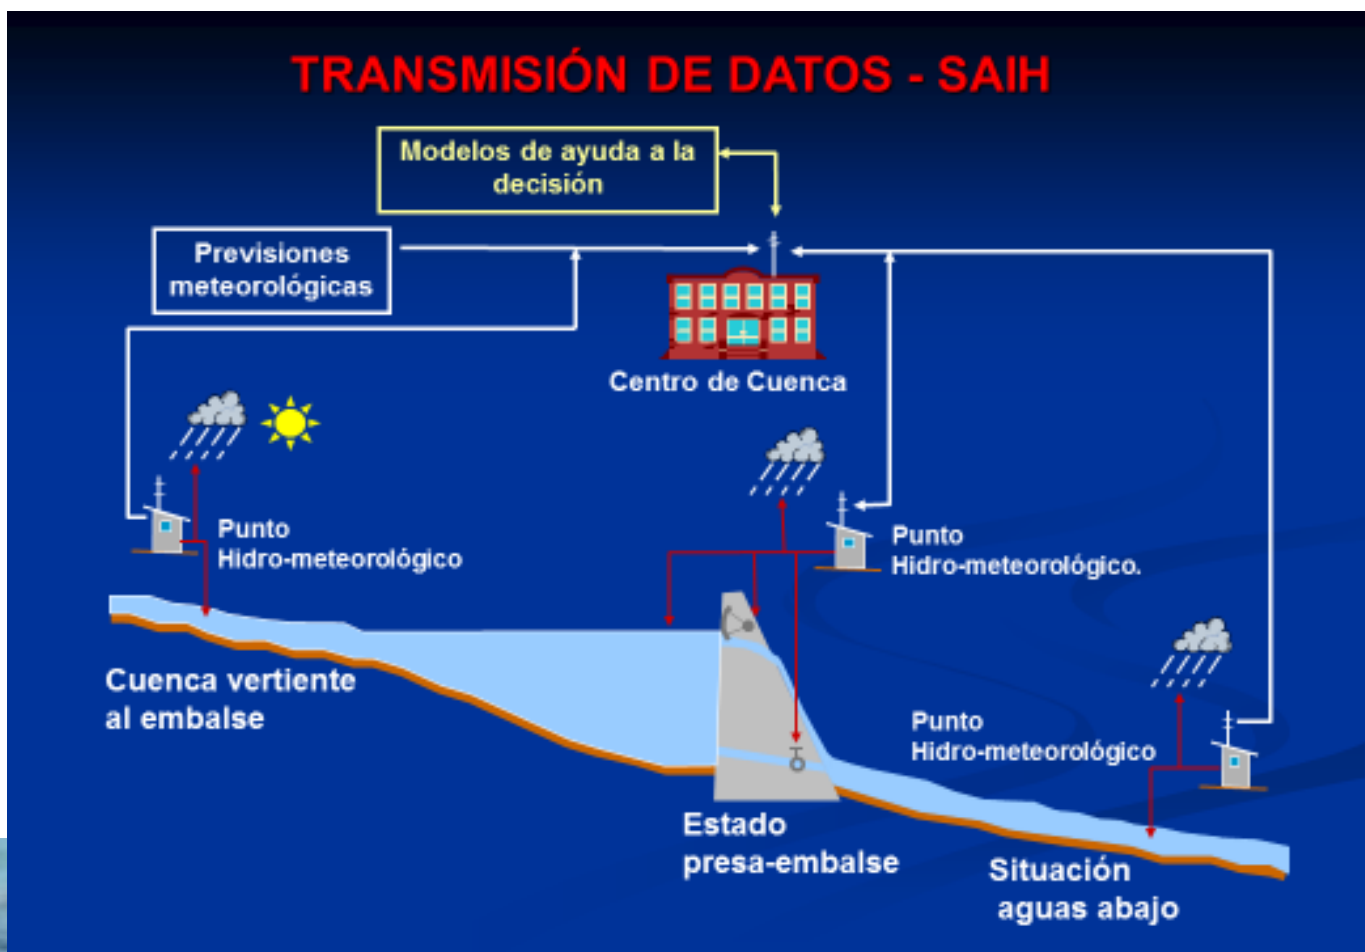 TRANSMISIÓN DE DATOS - SAIH
Modelos de ayuda a la
decisión
Previsiones
meteorológicas
Centro de Cuenca
Punto
Hidro-meteorológico
Punto
Hidro-meteorológico.
Cuenca vertiente
al embalse
Punto
Hidro-meteorológico
Estado
presa-embalse
Situación
aguas abajo